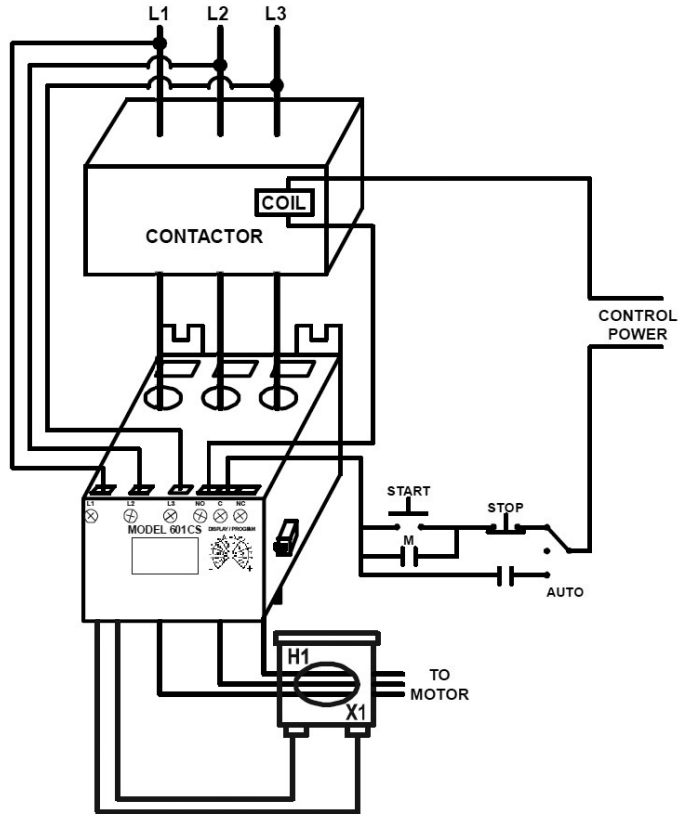 L1 L2 L3
COIL
CONTACTOR
CONTROL
POWER
L1 L2 L3 NO C NC
MODEL 601CS DISPLAY / PROGRAM
- +
START
STOP
M
AUTO
H1
X1
TO
MOTOR